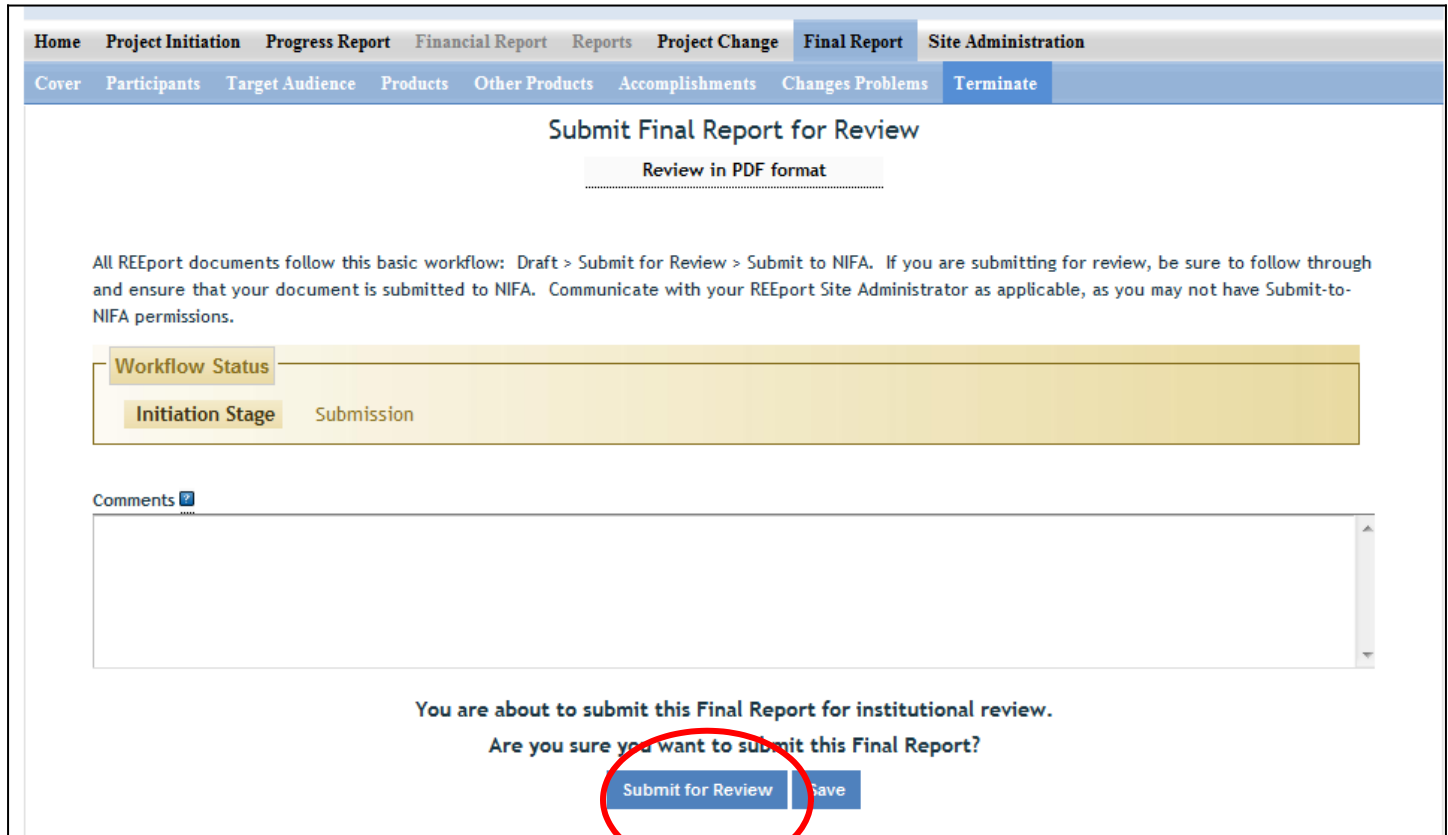 Home Project Initiation Progress Report Financial Report Reports Project Change Final Report Site Administration
Cover Participants Target Audience Products Other Products Accomplishments Changes Problems Terminate
Submit Final Report for Review
Review in PDF format
All REEport documents follow this basic workflow: Draft > Submit for Review > Submit to NIFA. If you are submitting for review, be sure to follow through
and ensure that your document is submitted to NIFA. Communicate with your REEport Site Administrator as applicable, as you may not have Submit-to-
NIFA permissions.
Workflow Status
Initiation Stage Submission
Comments ?
You are about to submit this Final Report for institutional review.
Are you sure you want to submit this Final Report?
Submit for Review Save